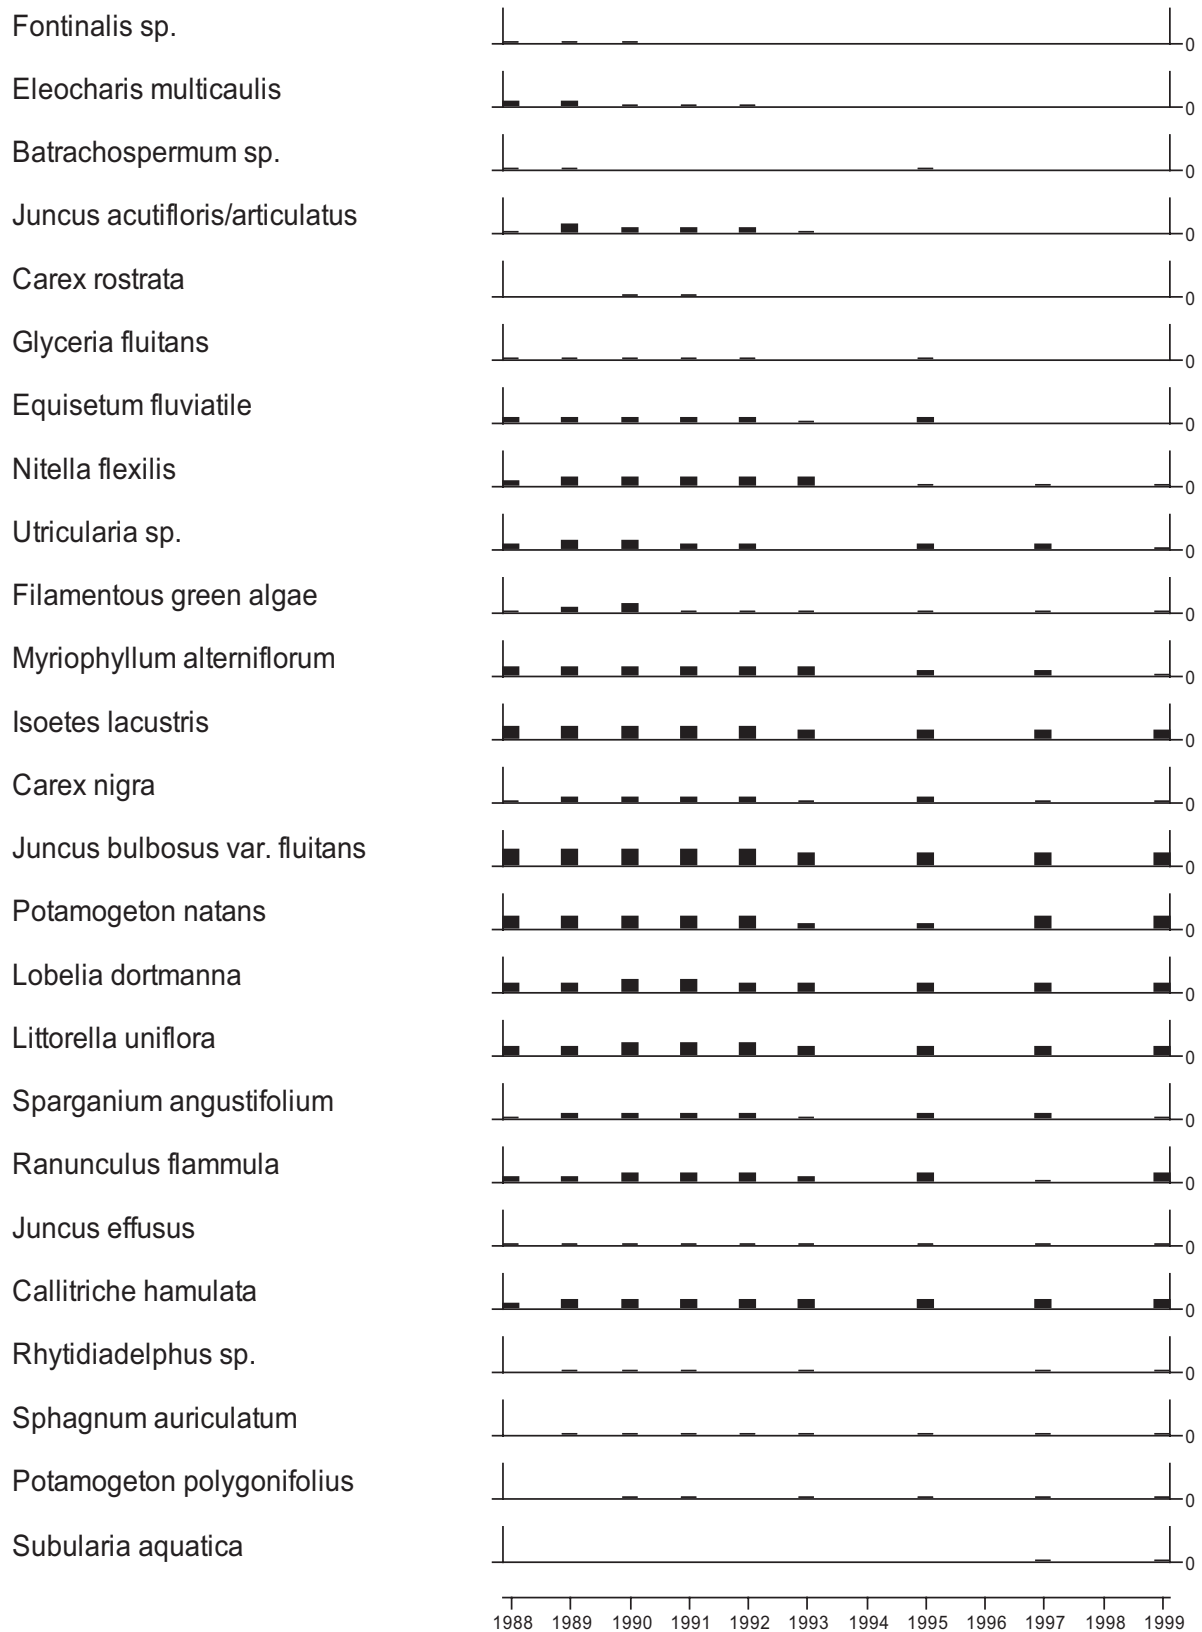 Fontinalis sp. 0
Eleocharis multicaulis 0
Batrachospermum sp. 0
Juncus acutifloris/articulatus 0
Carex rostrata 0
Glyceria fluitans 0
Equisetum fluviatile 0
Nitella flexilis 0
Utricularia sp. 0
Filamentous green algae 0
Myriophyllum alterniflorum 0
Isoetes lacustris 0
Carex nigra 0
Juncus bulbosus var. fluitans 0
Potamogeton natans 0
Lobelia dortmanna 0
Littorella uniflora 0
Sparganium angustifolium 0
Ranunculus flammula 0
Juncus effusus 0
Callitriche hamulata 0
Rhytidiadelphus sp. 0
Sphagnum auriculatum 0
Potamogeton polygonifolius 0
Subularia aquatica 0
1988 1989 1990 1991 1992 1993 1994 1995 1996 1997 1998 1999